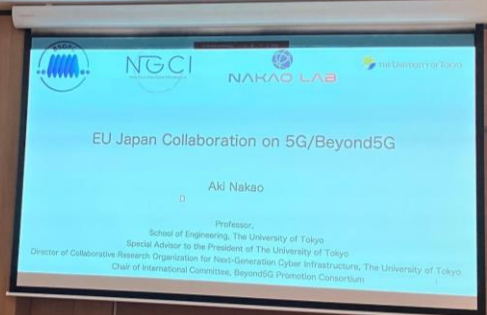 NGCI
NAKAO LAB
THE UNIVERSITY OF TOKYO
EU Japan Collaboration on 5G/Beyond5G
Aki Nakao
Professor,
School of Engineering, The University of Tokyo
Special Advisor to the President of The University of Tokyo
Director of Collaborative Research Organization for Next-Generation Cyber Infrastructure, The University of Tokyo
Chair of International Committee, Beyond5G Promotion Consortium